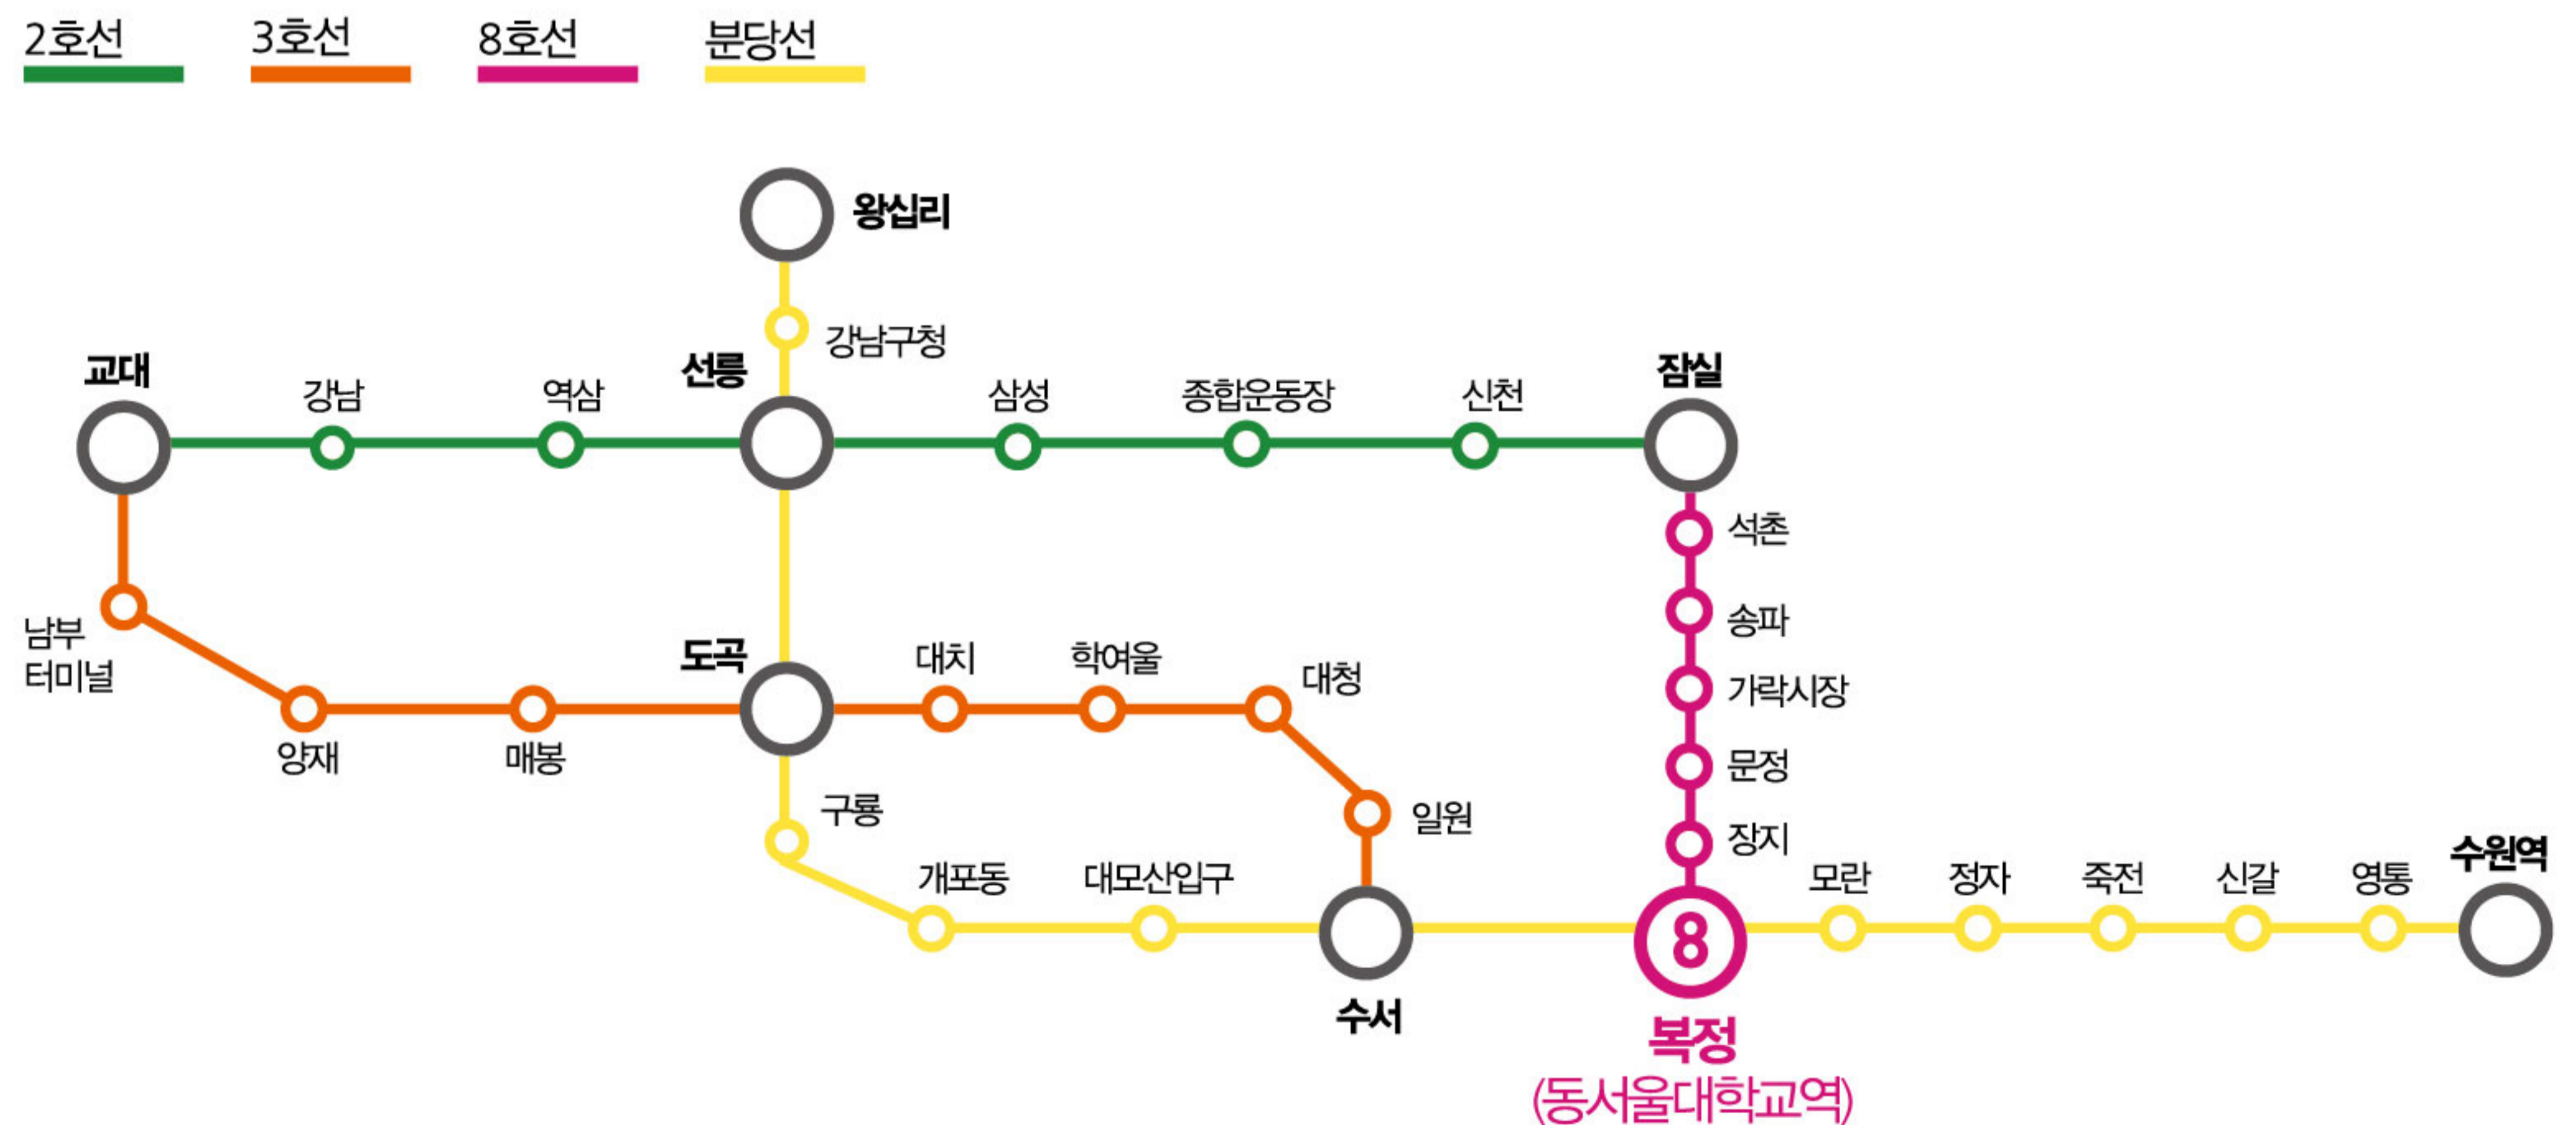 2호선
3호선
8호선
분당선
왕십리
강남구청
교대
강남
역삼
선릉
삼성
종합운동장
신천
잠실
석촌
송파
가락시장
문정
장지
남부
터미널
양재
매봉
도곡
대치
학여울
대청
일원
구룡
개포동
대모산입구
수서
8
복정
(동서울대학교역)
모란
정자
죽전
신갈
영통
수원역